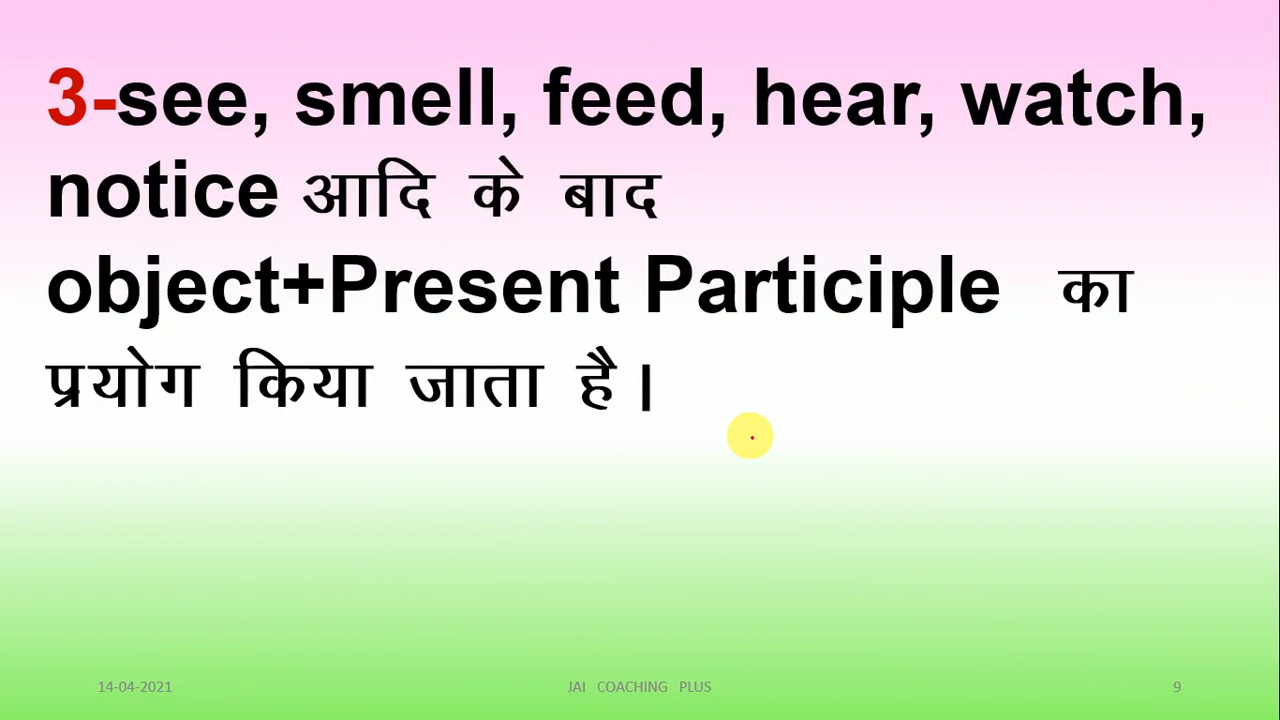 3-see, smell, feed, hear, watch,
notice आदि के बाद
object+Present Participle का
प्रयोग किया जाता है।
14-04-2021 JAI COACHING PLUS 9